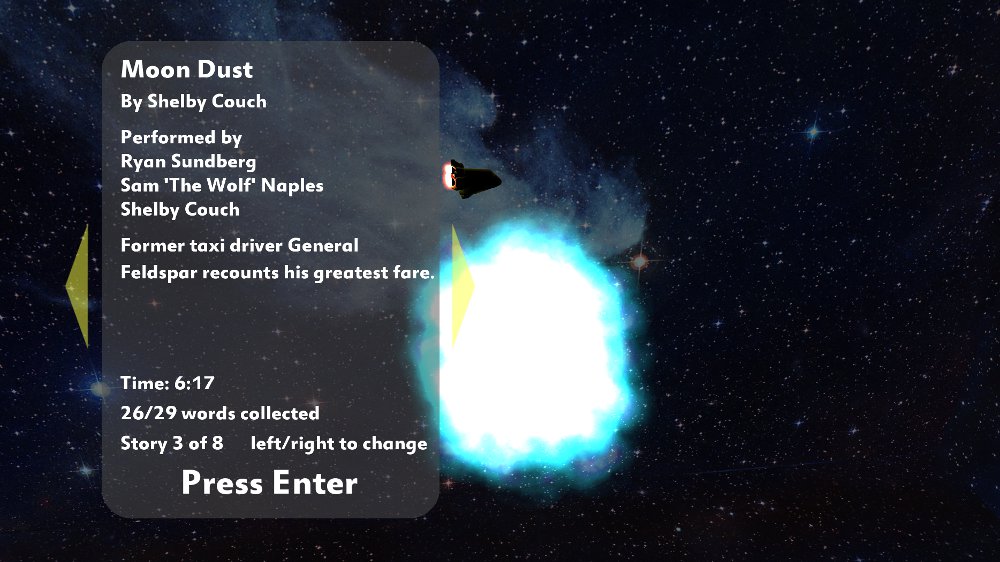 Moon Dust
By Shelby Couch
Performed by
Ryan Sundberg
Sam 'The Wolf' Naples
Shelby Couch
Former taxi driver General
Feldspar recounts his greatest fare.
Time: 6:17
26/29 words collected
Story 3 of 8 left/right to change
Press Enter